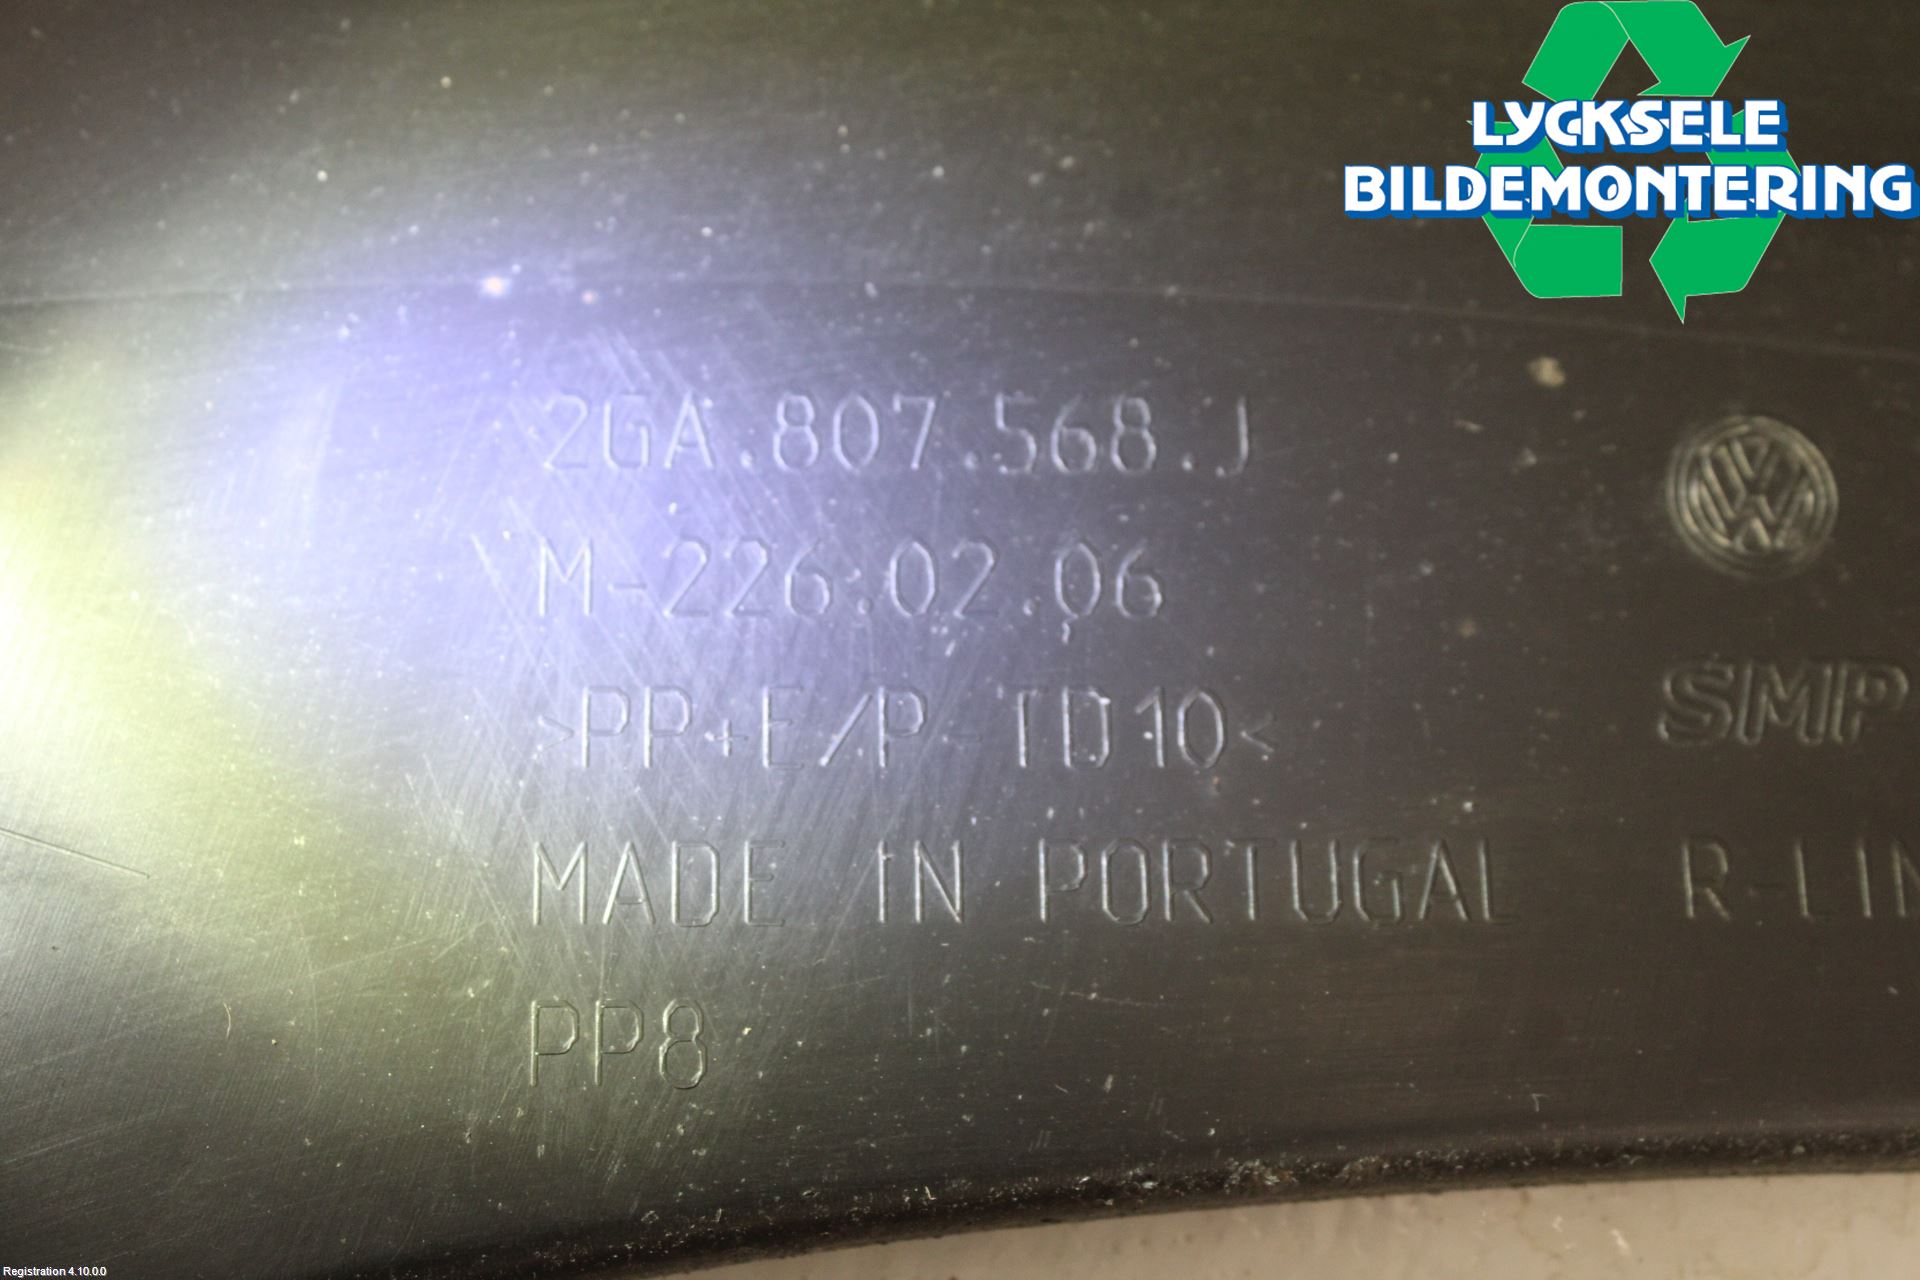 LYCKSELE
BILDEMONTERING
2GA.807.568.J
M-226.02.06
SMP
>PP+E/P-TD10<
MADE IN PORTUGAL
R-LIN
PP8
Registration 4.10.0.0